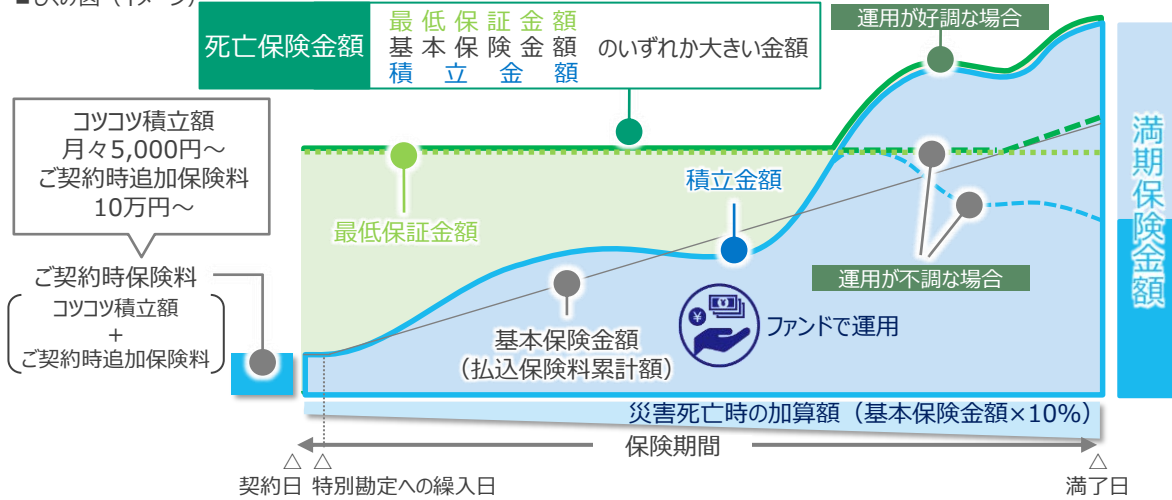 運用が好調な場合
死亡保険金額
最低保証金額
基本保険金額
積立金額
のいずれか大きい金額
コツコツ積立額
月々5,000円～
ご契約時追加保険料
10万円～
最低保証金額
積立金額
満期保険金額
ご契約時保険料
コツコツ積立額
+
ご契約時追加保険料
運用が不調な場合
ファンドで運用
基本保険金額
（払込保険料累計額）
災害死亡時の加算額（基本保険金額×10%）
保険期間
△ △ △
契約日 特別勘定への繰入日 満了日